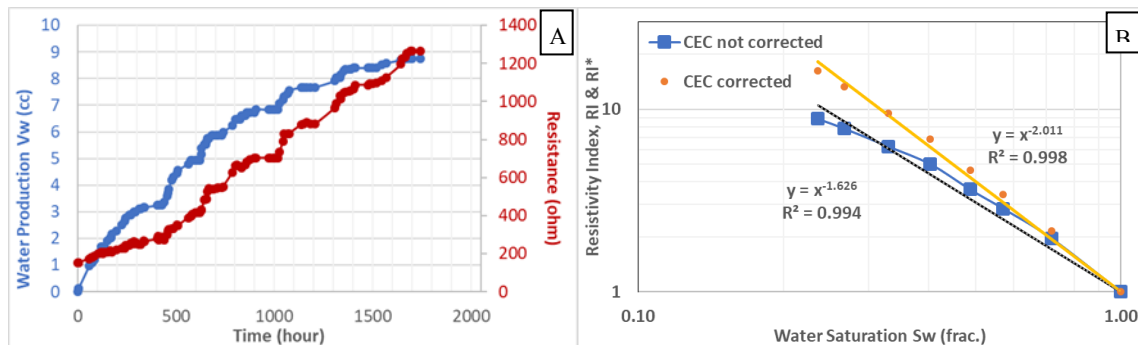 A
10
9
8
7
6
5
4
3
2
1
0
Water Production Vw (cc)
1400
1200
1000
800
600
400
200
0
Resistance (ohm)
0 500 1000 1500 2000
Time (hour)
B
CEC not corrected
CEC corrected
10
1
Resistivity Index, RI & RI*
y = x-2.011
R² = 0.998
y = x-1.626
R² = 0.994
0.10 1.00
Water Saturation Sw (frac.)